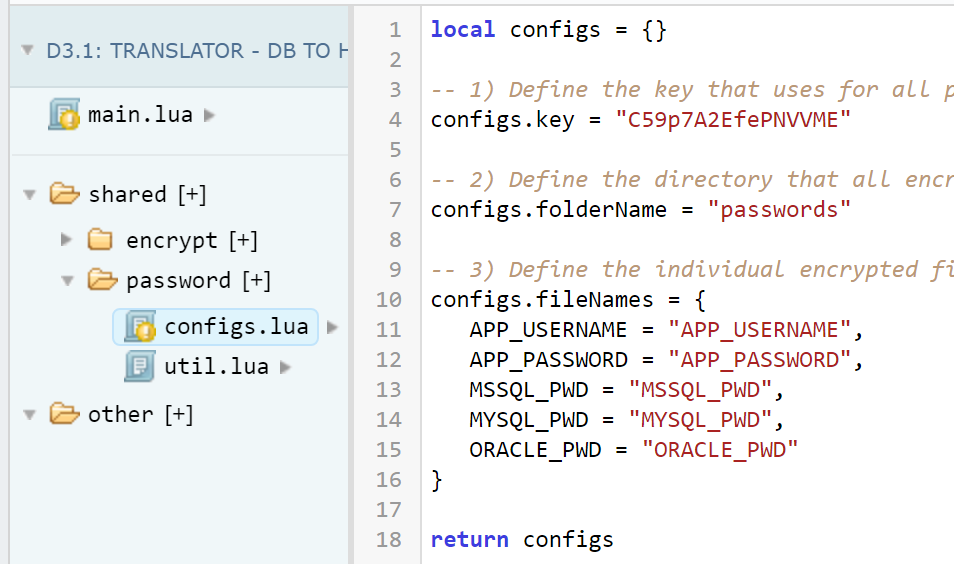 D3.1: TRANSLATOR - DB TO H
main.lua
shared [+]
encrypt [+]
password [+]
configs.lua
util.lua
other [+]
1 local configs = {}
2
3 -- 1) Define the key that uses for all p
4 configs.key = "C59p7A2EfePNVVME"
5
6 -- 2) Define the directory that all encr
7 configs.folderName = "passwords"
8
9 -- 3) Define the individual encrypted fi
10 configs.fileNames = {
11 APP_USERNAME = "APP_USERNAME",
12 APP_PASSWORD = "APP_PASSWORD",
13 MSSQL_PWD = "MSSQL_PWD",
14 MYSQL_PWD = "MYSQL_PWD",
15 ORACLE_PWD = "ORACLE_PWD"
16 }
17
18 return configs